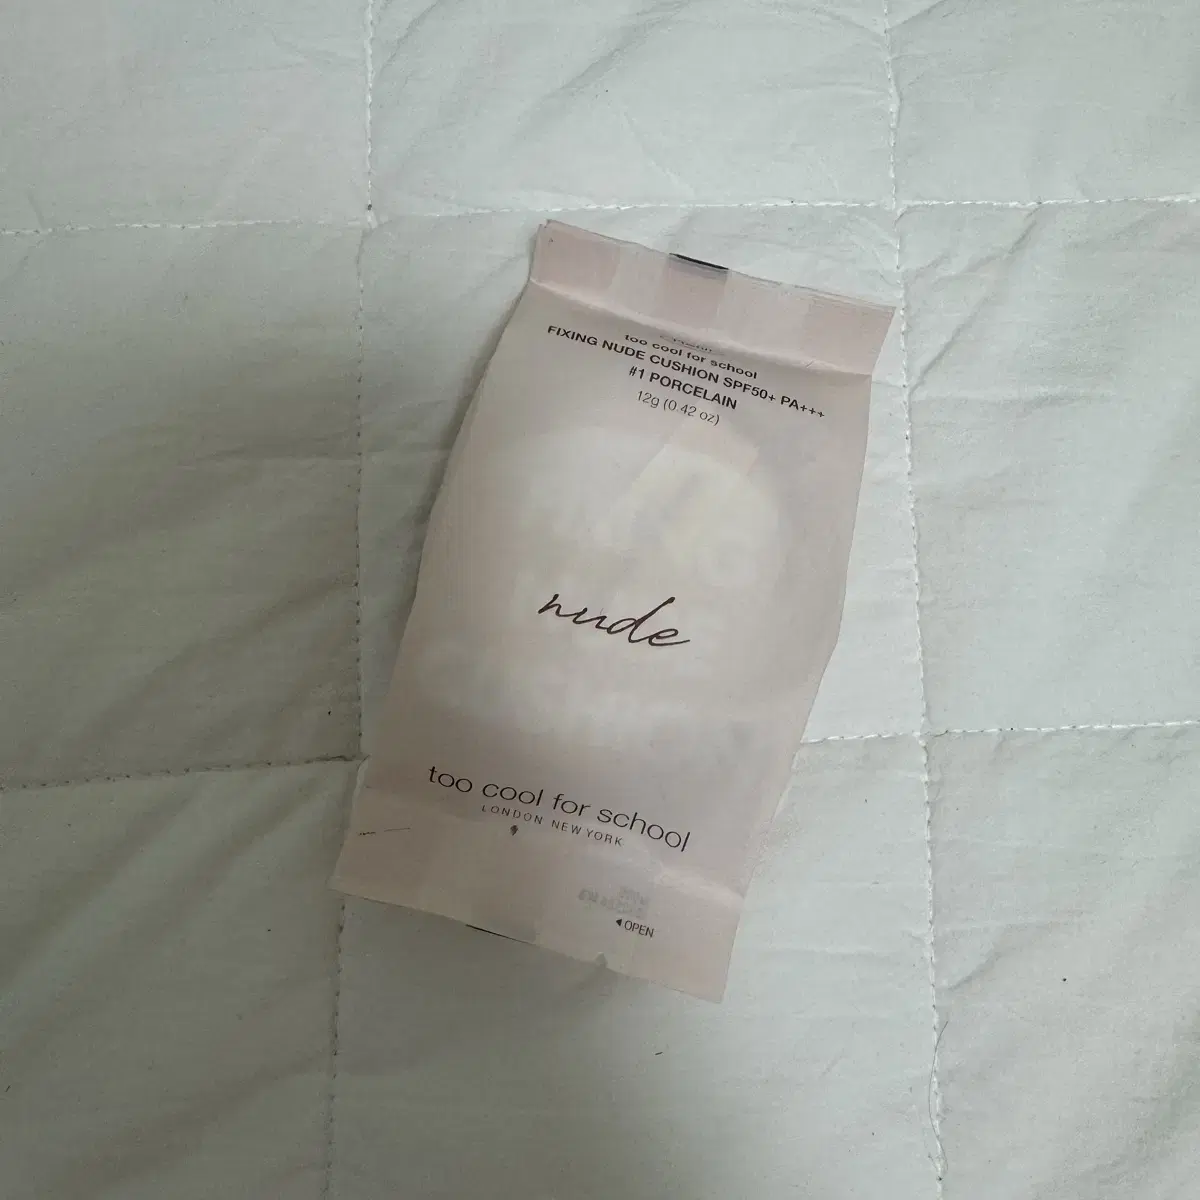 too cool for school
FIXING NUDE CUSHION SPF50+ PA+++
#1 PORCELAIN
12g (0.42 oz)
nude
too cool for school
LONDON NEW YORK
◀OPEN